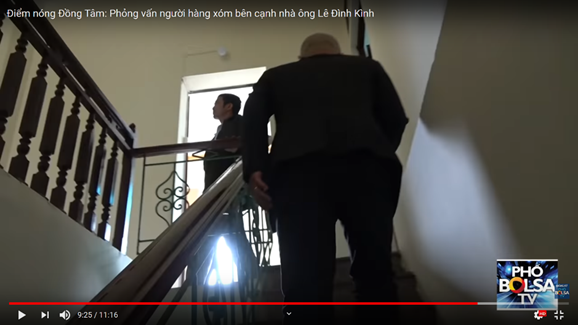 Điểm nóng Đồng Tâm: Phỏng vấn người hàng xóm bên cạnh nhà ông Lê Đình Kình
PHỐ
BOLSA
TV
9:25 / 11:16
HD